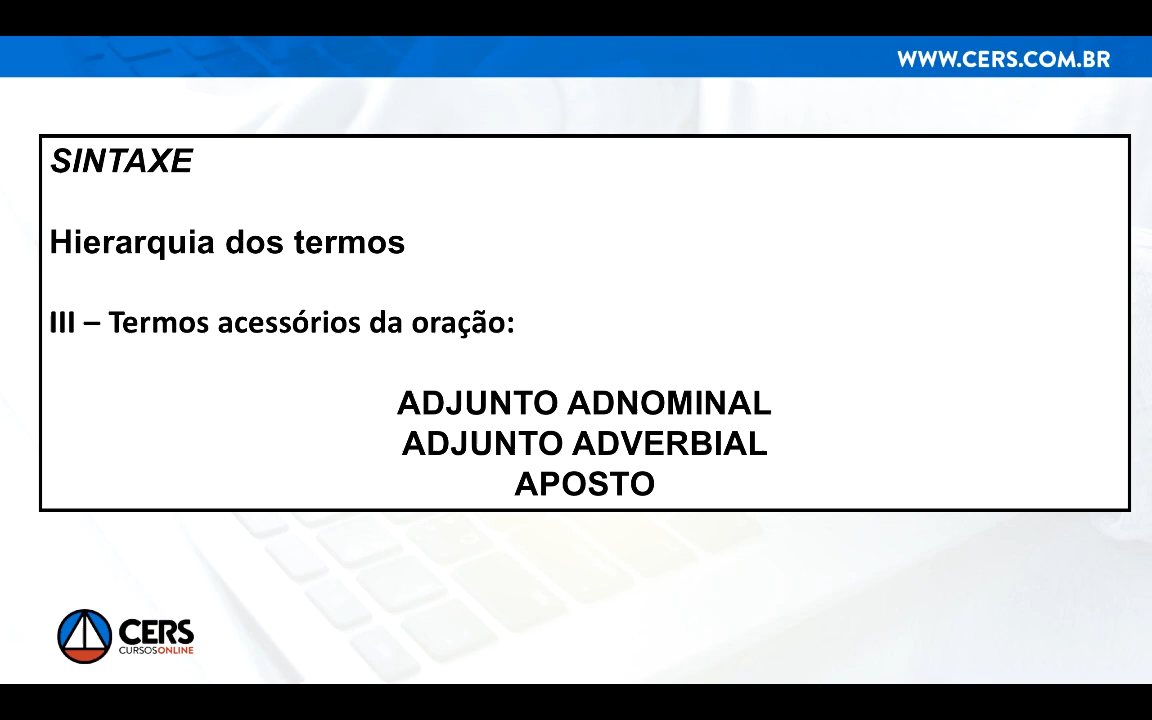 WWW.CERS.COM.BR
SINTAXE
Hierarquia dos termos
III – Termos acessórios da oração:
ADJUNTO ADNOMINAL
ADJUNTO ADVERBIAL
APOSTO
CERS
CURSOSONLINE